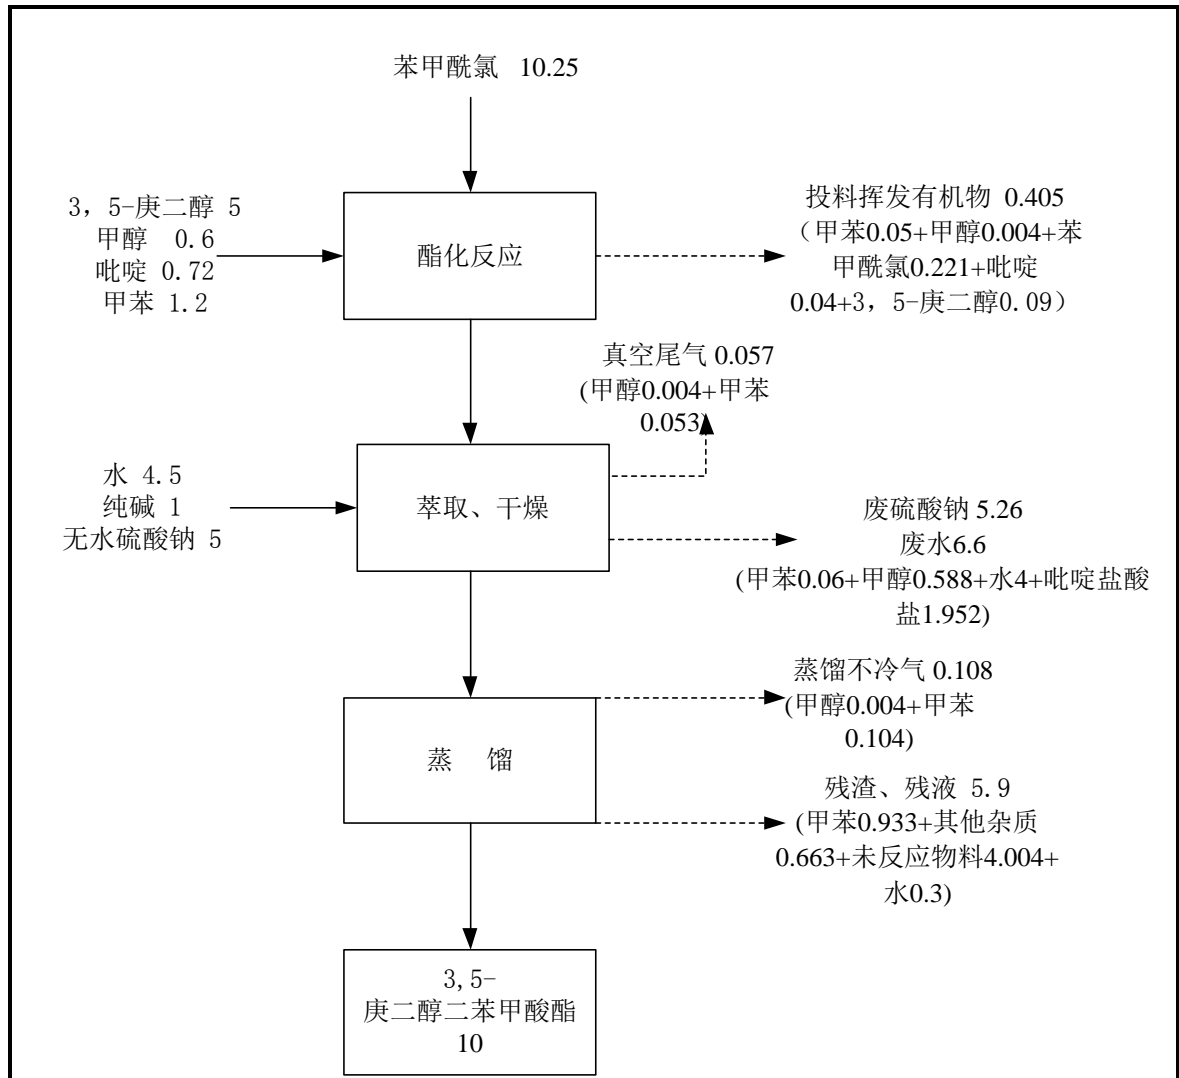 苯甲酰氯 10.25
3，5-庚二醇 5
甲醇 0.6
吡啶 0.72
甲苯 1.2
酯化反应
投料挥发有机物 0.405
（甲苯0.05+甲醇0.004+苯
甲酰氯0.221+吡啶
0.04+3，5-庚二醇0.09）
真空尾气 0.057
(甲醇0.004+甲苯
0.053)
水 4.5
纯碱 1
无水硫酸钠 5
萃取、干燥
废硫酸钠 5.26
废水6.6
(甲苯0.06+甲醇0.588+水4+吡啶盐酸
盐1.952)
蒸馏不冷气 0.108
(甲醇0.004+甲苯
0.104)
蒸 馏
残渣、残液 5.9
(甲苯0.933+其他杂质
0.663+未反应物料4.004+
水0.3)
3,5-
庚二醇二苯甲酸酯
10